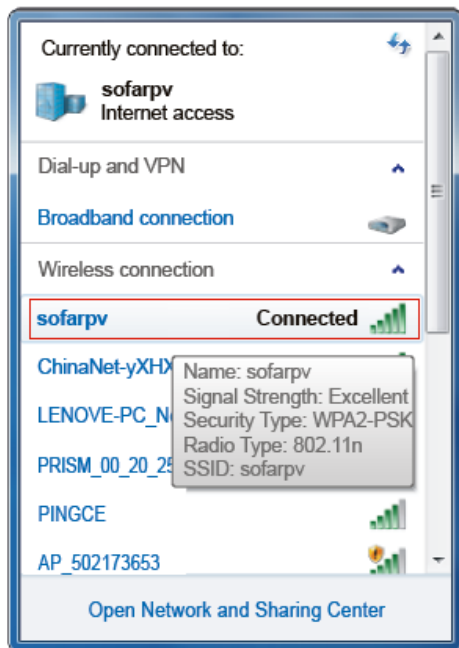 Currently connected to:
sofarpv
Internet access
Dial-up and VPN
Broadband connection
Wireless connection
sofarpv Connected
ChinaNet-yXHX
Name: sofarpv
Signal Strength: Excellent
LENOVE-PC_N
Security Type: WPA2-PSK
Radio Type: 802.11n
PRISM_00_20_25
SSID: sofarpv
PINGCE
AP_502173653
Open Network and Sharing Center